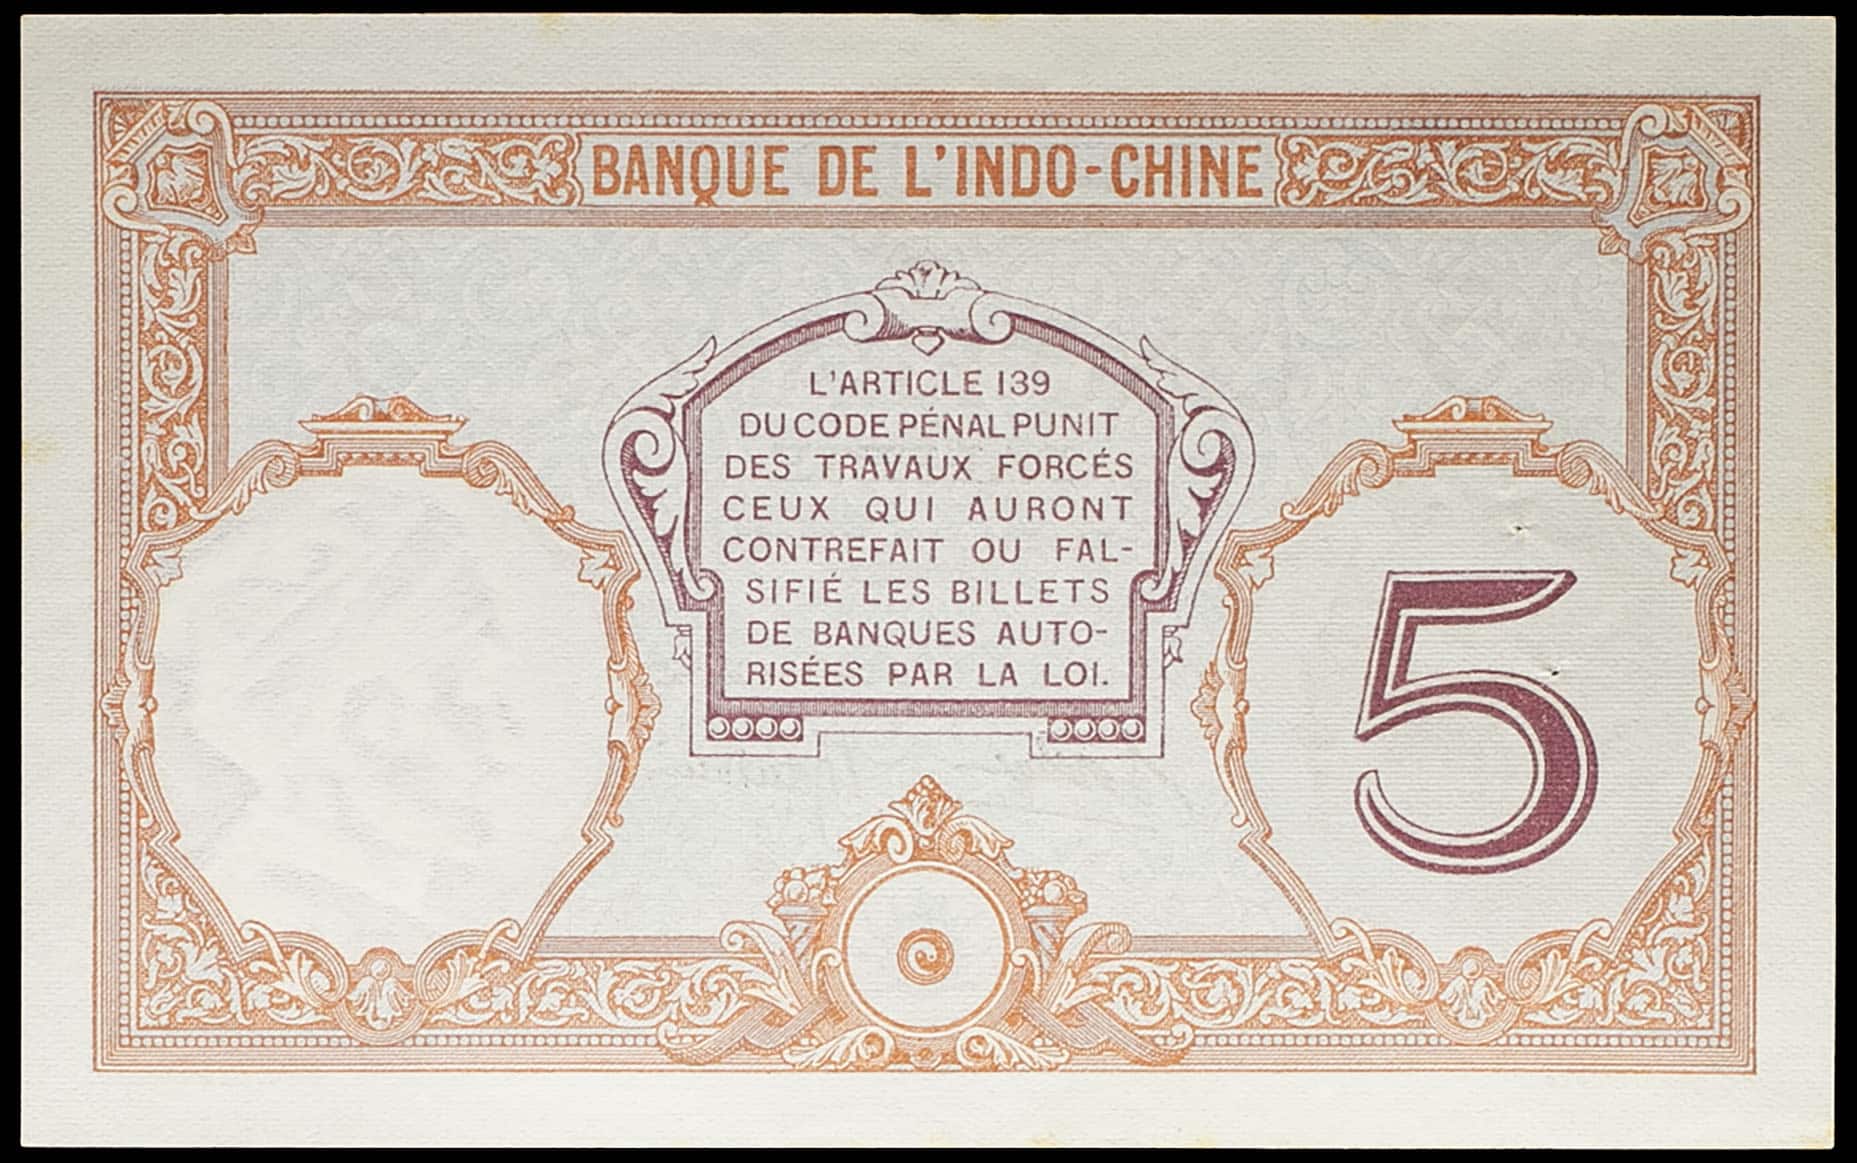 BANQUE DE L'INDO-CHINE
L'ARTICLE 139
DU CODE PÉNAL PUNIT
DES TRAVAUX FORCÉS
CEUX QUI AURONT
CONTREFAIT OU FAL-
SIFIÉ LES BILLETS
DE BANQUES AUTO-
RISÉES PAR LA LOI.
5